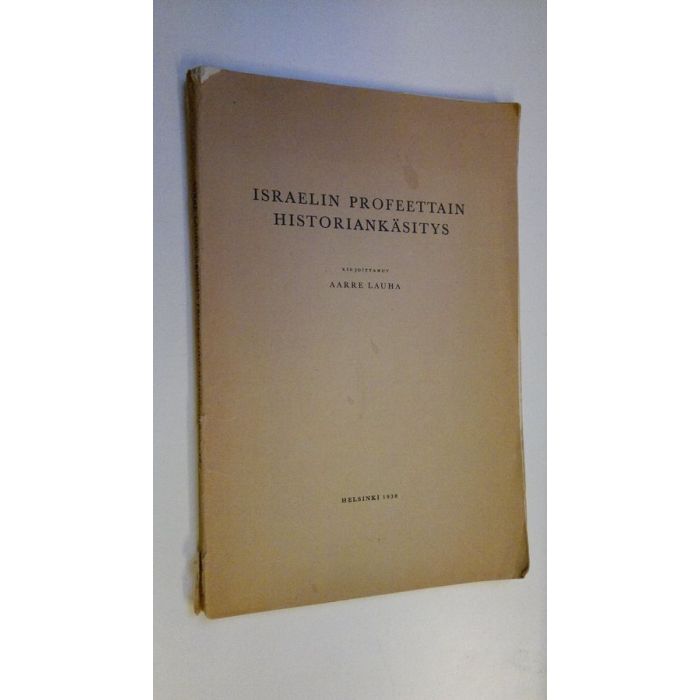 ISRAELIN PROFEETTAIN
HISTORIANKÄSITYS
KIRJOITTANUT
AARRE LAUHA
HELSINKI 1938